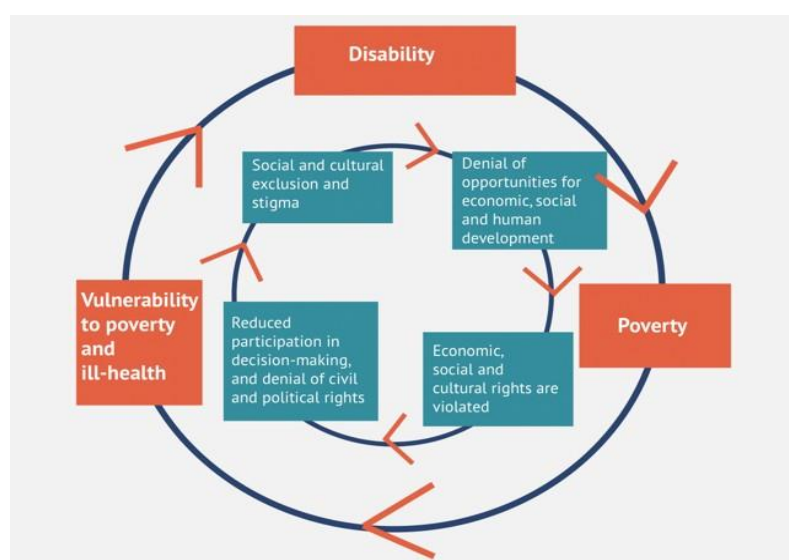 Disability
Social and cultural
exclusion and
stigma
Denial of
opportunities for
economic, social
and human
development
Vulnerability
to poverty
and
ill-health
Reduced
participation in
decision-making,
and denial of civil
and political rights
Economic,
social and
cultural rights are
violated
Poverty